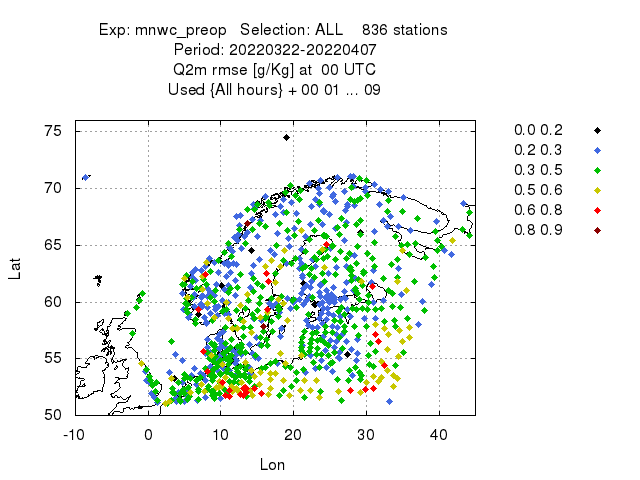 Exp: mnwc_preop   Selection: ALL    836 stations
Period: 20220322-20220407
Q2m rmse [g/Kg] at  00 UTC
Used {All hours} + 00 01 ... 09
0.0 0.2
0.2 0.3
0.3 0.5
0.5 0.6
0.6 0.8
0.8 0.9
75
70
65
60
55
50
Lat
-10 0 10 20 30 40
Lon